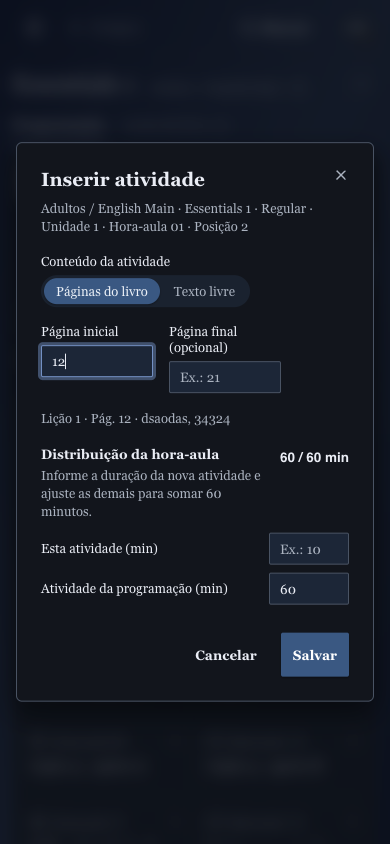 Inserir atividade
Adultos / English Main · Essentials 1 · Regular ·
Unidade 1 · Hora-aula 01 · Posição 2
Conteúdo da atividade
Páginas do livro Texto livre
Página inicial
Página final
(opcional)
12
Ex.: 21
Lição 1 · Pág. 12 · dsaodas, 34324
Distribuição da hora-aula 60 / 60 min
Informe a duração da nova atividade e
ajuste as demais para somar 60
minutos.
Esta atividade (min) Ex.: 10
Atividade da programação (min) 60
Cancelar Salvar